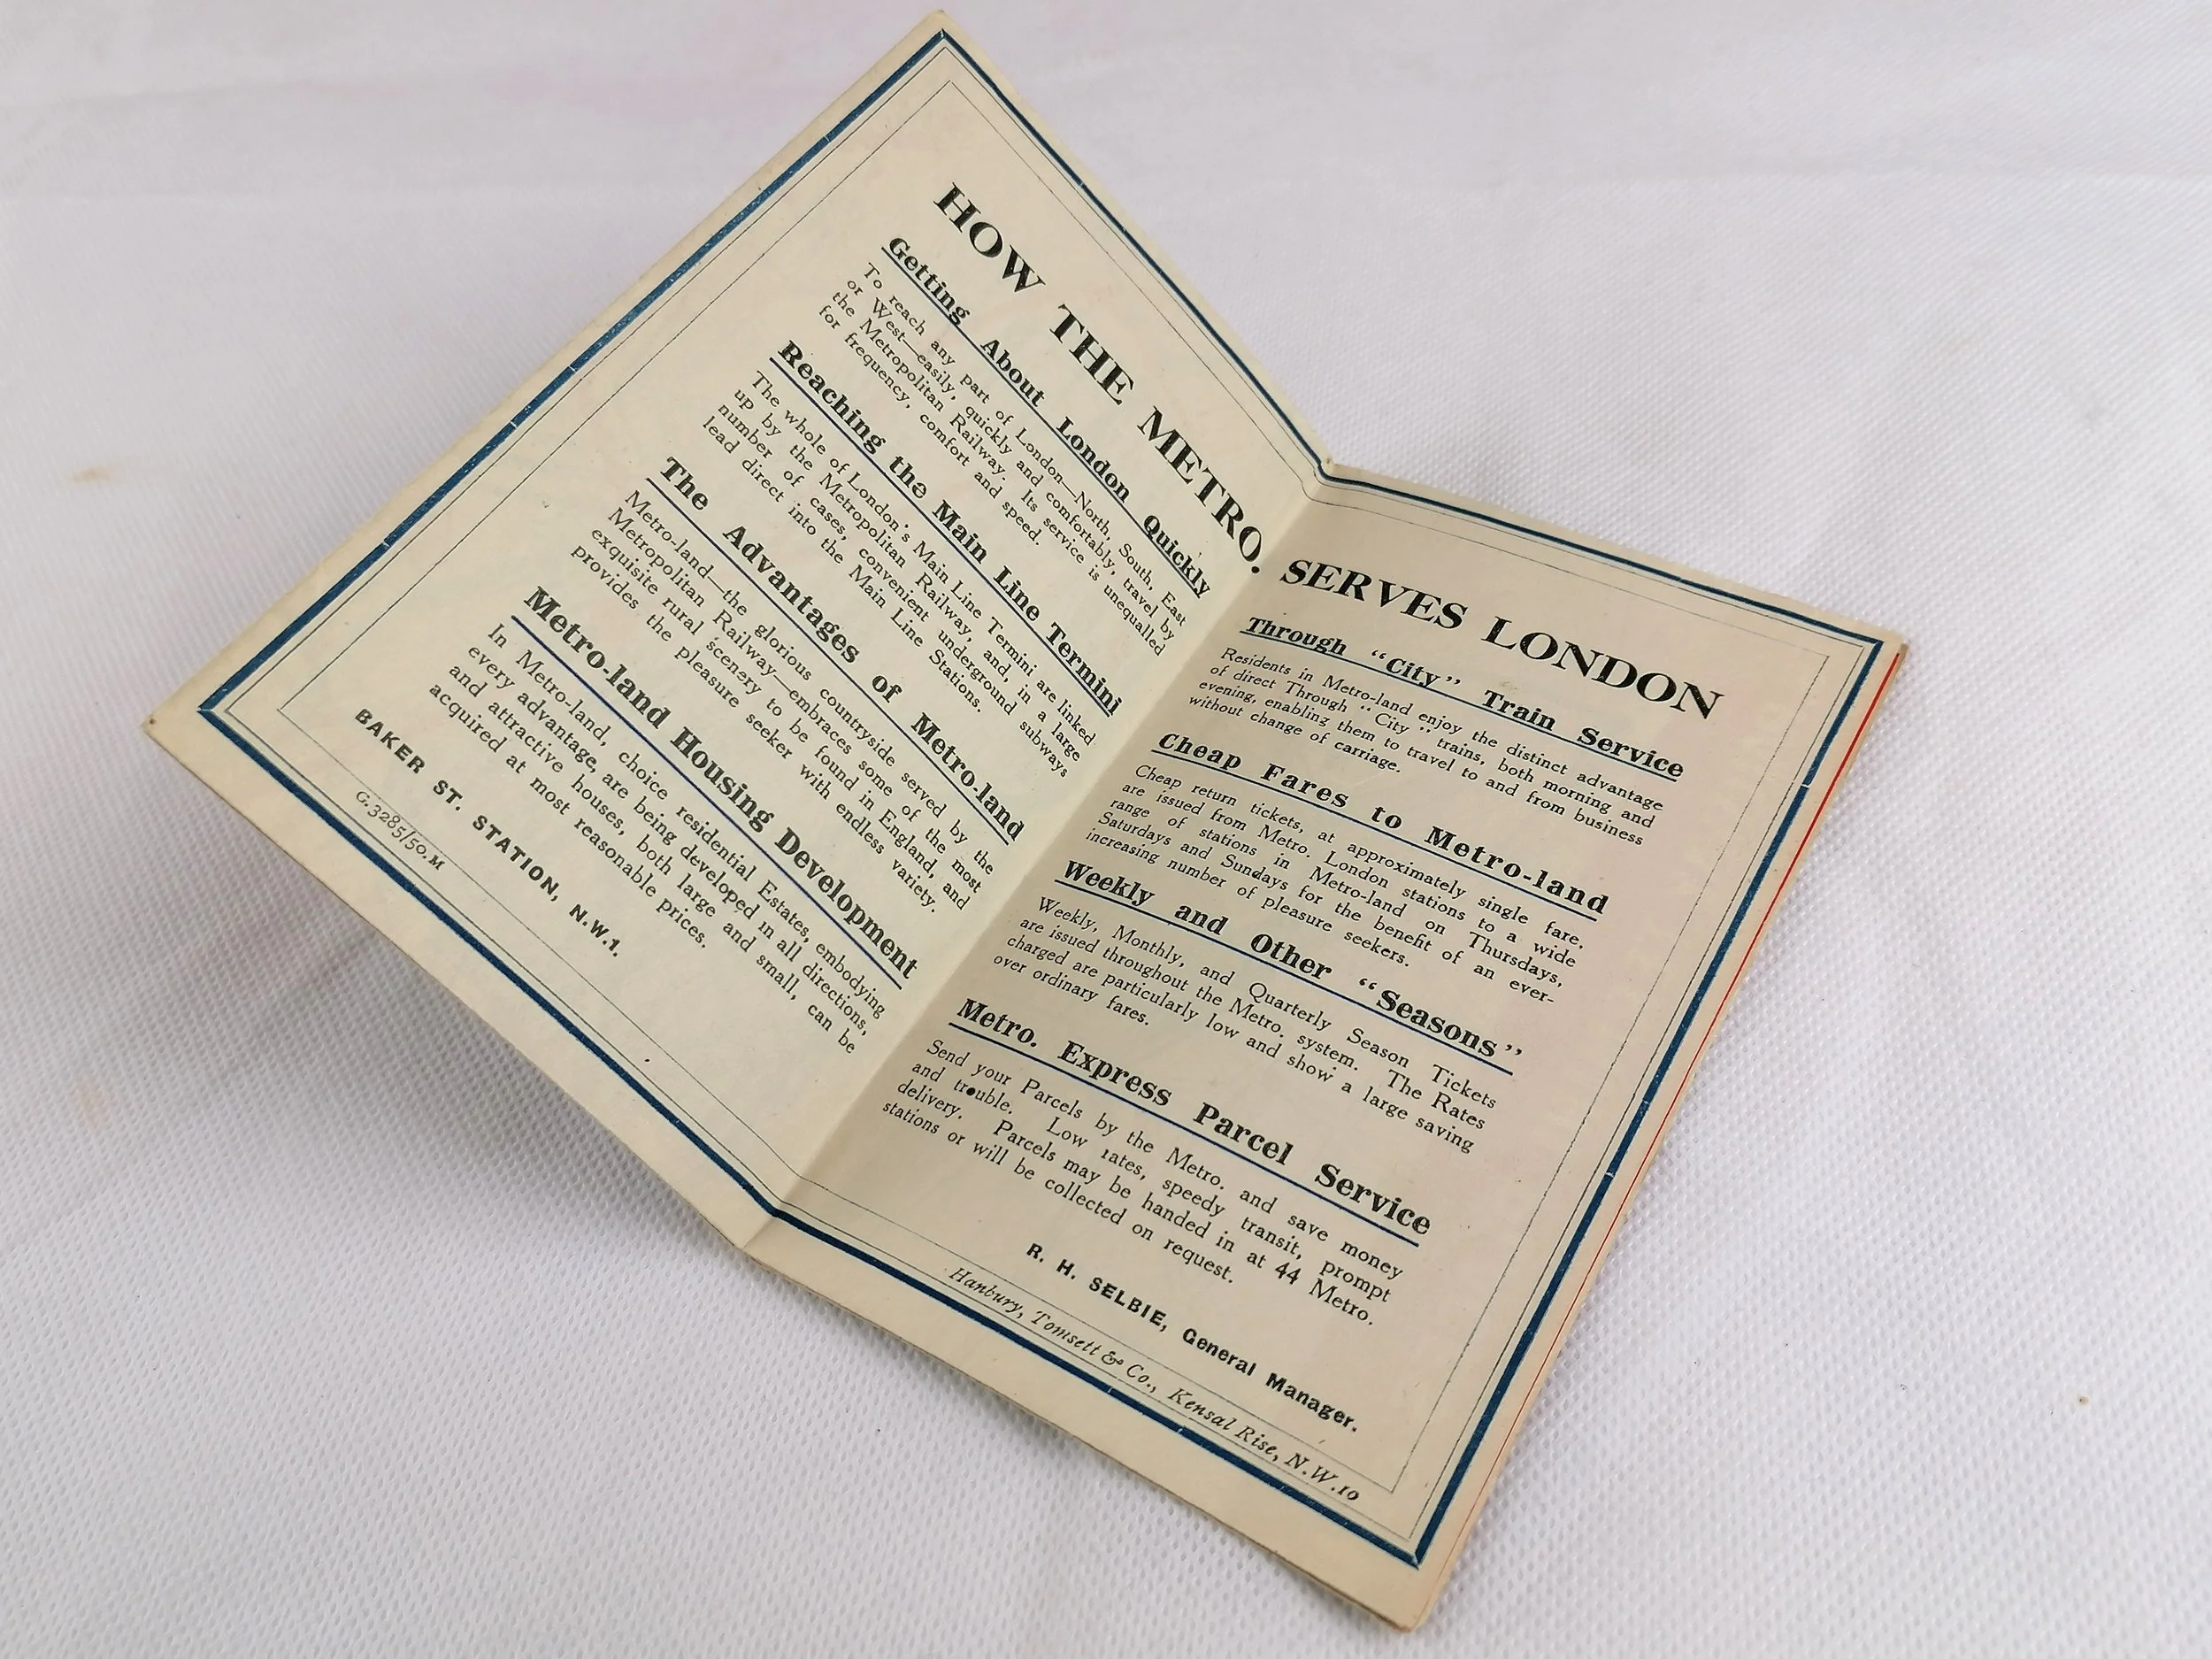 HOW THE METRO.
Getting About London Quickly
To reach any part of London—North, South, East
or West—easily, quickly and comfortably, travel by
the Metropolitan Railway. Its service is unequalled
for frequency, comfort and speed.
Reaching the Main Line Termini
The whole of London's Main Line Termini are linked
up by the Metropolitan Railway, and, in a large
number of cases, convenient underground subways
lead direct into the Main Line Stations.
The Advantages of Metro-land
Metro-land—the glorious countryside served by the
Metropolitan Railway—embraces some of the most
exquisite rural scenery to be found in England, and
provides the pleasure seeker with endless variety.
Metro-land Housing Development
In Metro-land, choice residential Estates, embodying
every advantage, are being developed in all directions,
and attractive houses, both large and small, can be
acquired at most reasonable prices.
BAKER ST. STATION, N.W.1.
G.3285/50.M
SERVES LONDON
Through “City” Train Service
Residents in Metro-land enjoy the distinct advantage
of direct Through “City” trains, both morning and
evening, enabling them to travel to and from business
without change of carriage.
Cheap Fares to Metro-land
Cheap return tickets, at approximately single fare,
are issued from Metro. London stations to a wide
range of stations in Metro-land on Thursdays,
Saturdays and Sundays for the benefit of an ever-
increasing number of pleasure seekers.
Weekly and Other “Seasons”
Weekly, Monthly, and Quarterly Season Tickets
are issued throughout the Metro. system. The Rates
charged are particularly low and show a large saving
over ordinary fares.
Metro. Express Parcel Service
Send your Parcels by the Metro. and save money
and trouble. Low rates, speedy transit, prompt
delivery. Parcels may be handed in at 44 Metro.
stations or will be collected on request.
R. H. SELBIE, General Manager.
Hanbury, Tomsett & Co., Kensal Rise, N.W.10